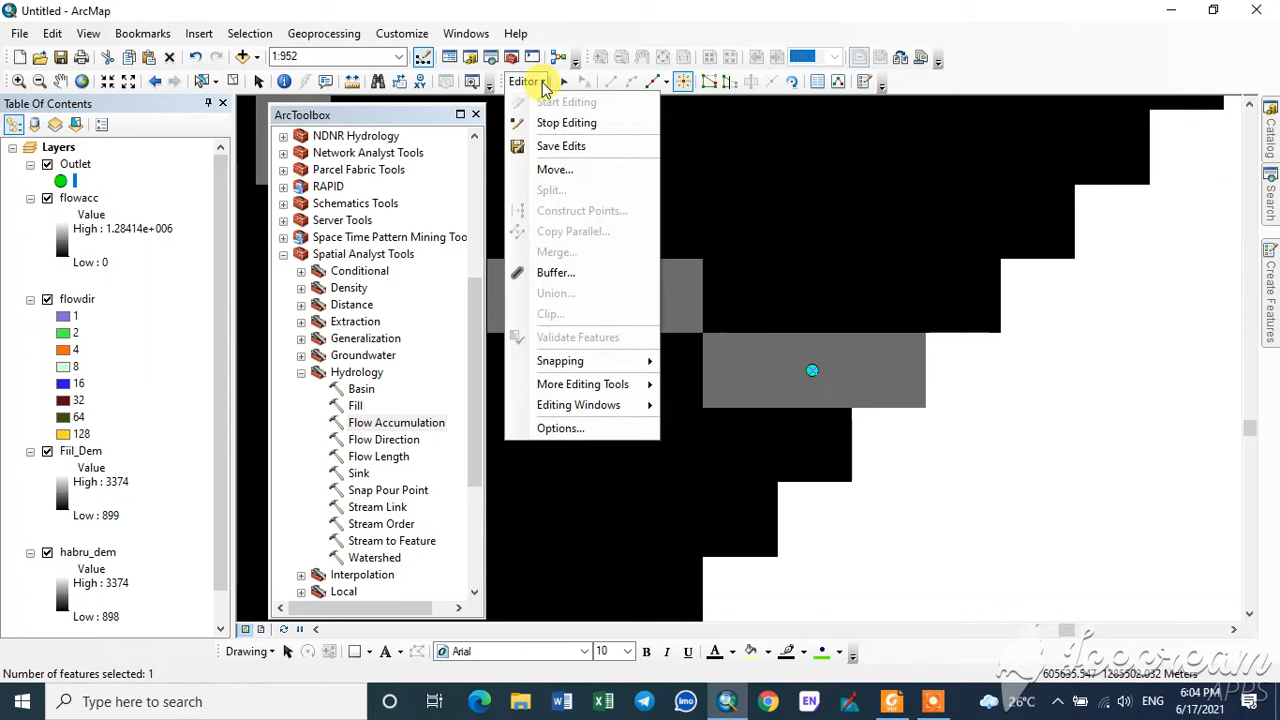 Untitled - ArcMap
File Edit View Bookmarks Insert Selection Geoprocessing Customize Windows Help
1:952
Editor
Table Of Contents
Layers
Outlet
flowacc
Value
High : 1.28414e+006
Low : 0
flowdir
1
2
4
8
16
32
64
128
Fiil_Dem
Value
High : 3374
Low : 899
habru_dem
Value
High : 3374
Low : 898
ArcToolbox
NDNR Hydrology
Network Analyst Tools
Parcel Fabric Tools
RAPID
Schematics Tools
Server Tools
Space Time Pattern Mining Too
Spatial Analyst Tools
Conditional
Density
Distance
Extraction
Generalization
Groundwater
Hydrology
Basin
Fill
Flow Accumulation
Flow Direction
Flow Length
Sink
Snap Pour Point
Stream Link
Stream Order
Stream to Feature
Watershed
Interpolation
Local
Start Editing
Stop Editing
Save Edits
Move...
Split...
Construct Points...
Copy Parallel...
Merge...
Buffer...
Union...
Clip...
Validate Features
Snapping
More Editing Tools
Editing Windows
Options...
Catalog
Search
Create Features
Drawing
Arial
10
B I U A
Number of features selected: 1
Type here to search
EN
26°C
ENG
6:04 PM
6/17/2021
APPS